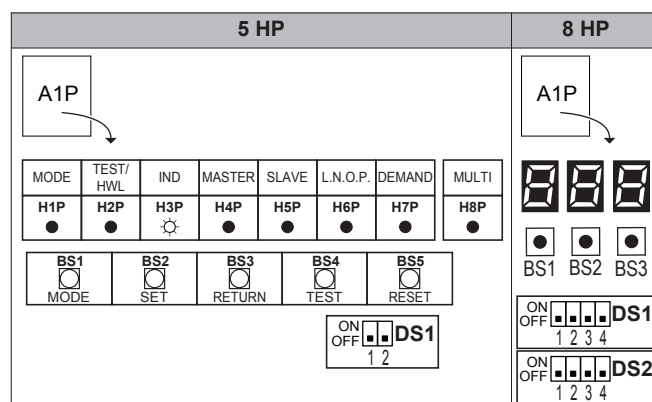 5 HP
8 HP
A1P
A1P
MODE TEST/HWL IND MASTER SLAVE L.N.O.P. DEMAND MULTI
H1P H2P H3P H4P H5P H6P H7P H8P
BS1 BS2 BS3 BS4 BS5
MODE SET RETURN TEST RESET
ON
OFF
DS1
1 2
888
BS1 BS2 BS3
ON
OFF
DS1
1 2 3 4
ON
OFF
DS2
1 2 3 4